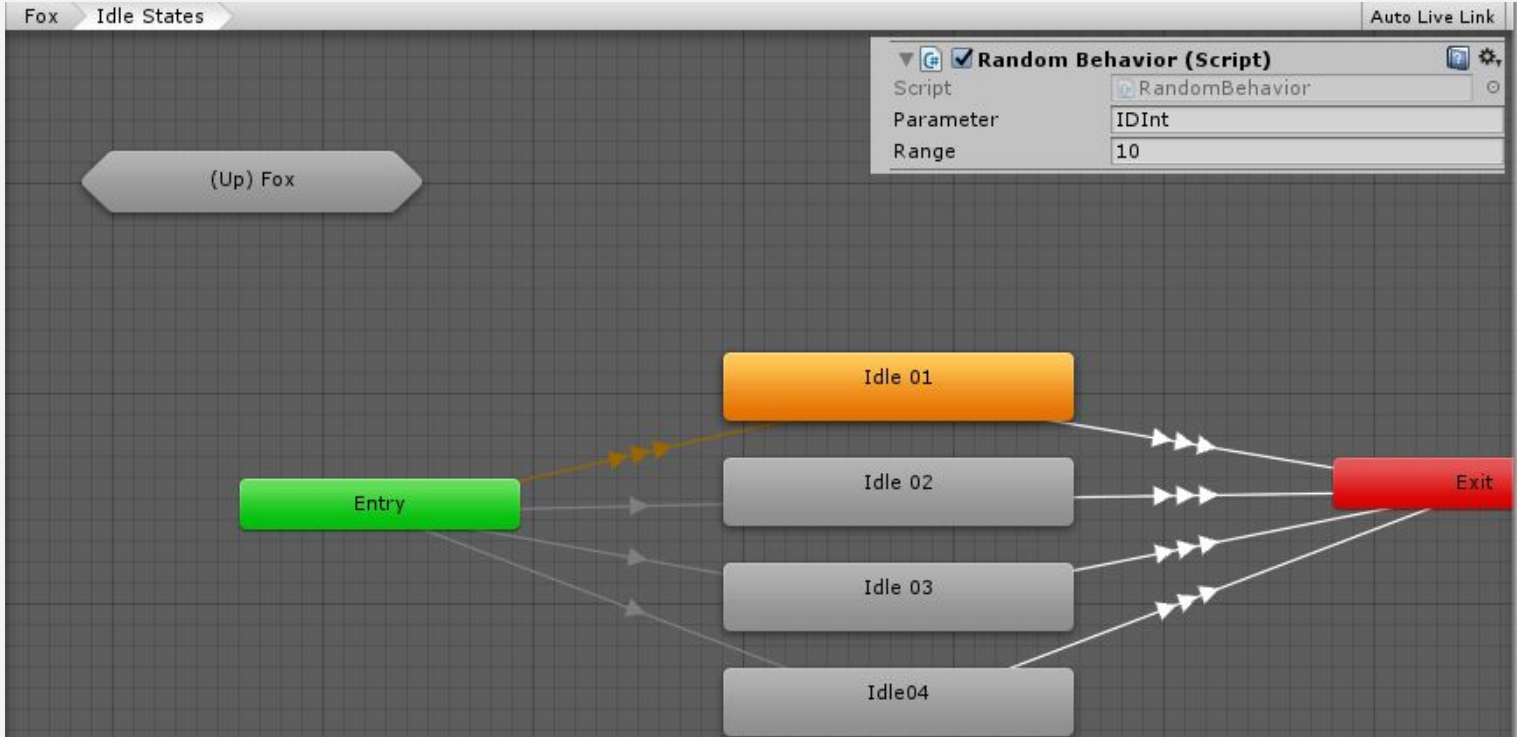 Fox Idle States Auto Live Link
Random Behavior (Script)
Script RandomBehavior
Parameter IDInt
Range 10
(Up) Fox
Idle 01
Idle 02
Entry
Exit
Idle 03
Idle04